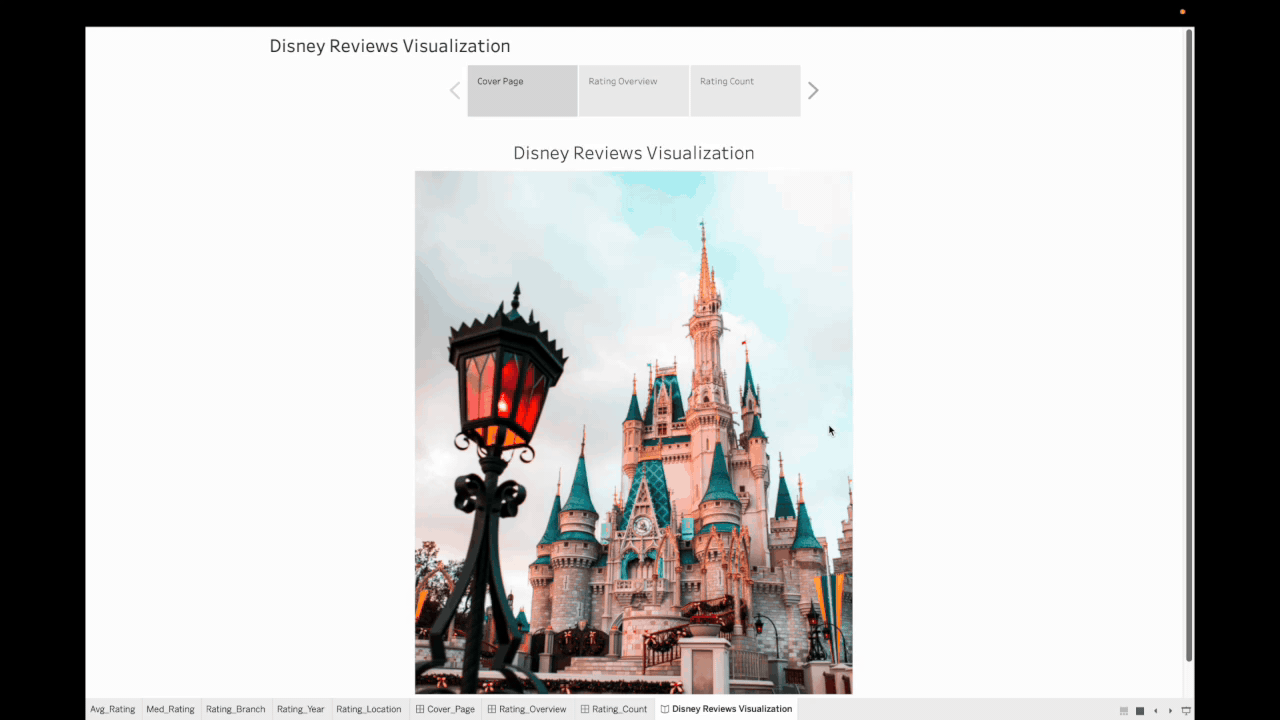 Disney Reviews Visualization
Cover Page Rating Overview Rating Count
Disney Reviews Visualization
Avg_Rating Med_Rating Rating_Branch Rating_Year Rating_Location Cover_Page Rating_Overview Rating_Count Disney Reviews Visualization